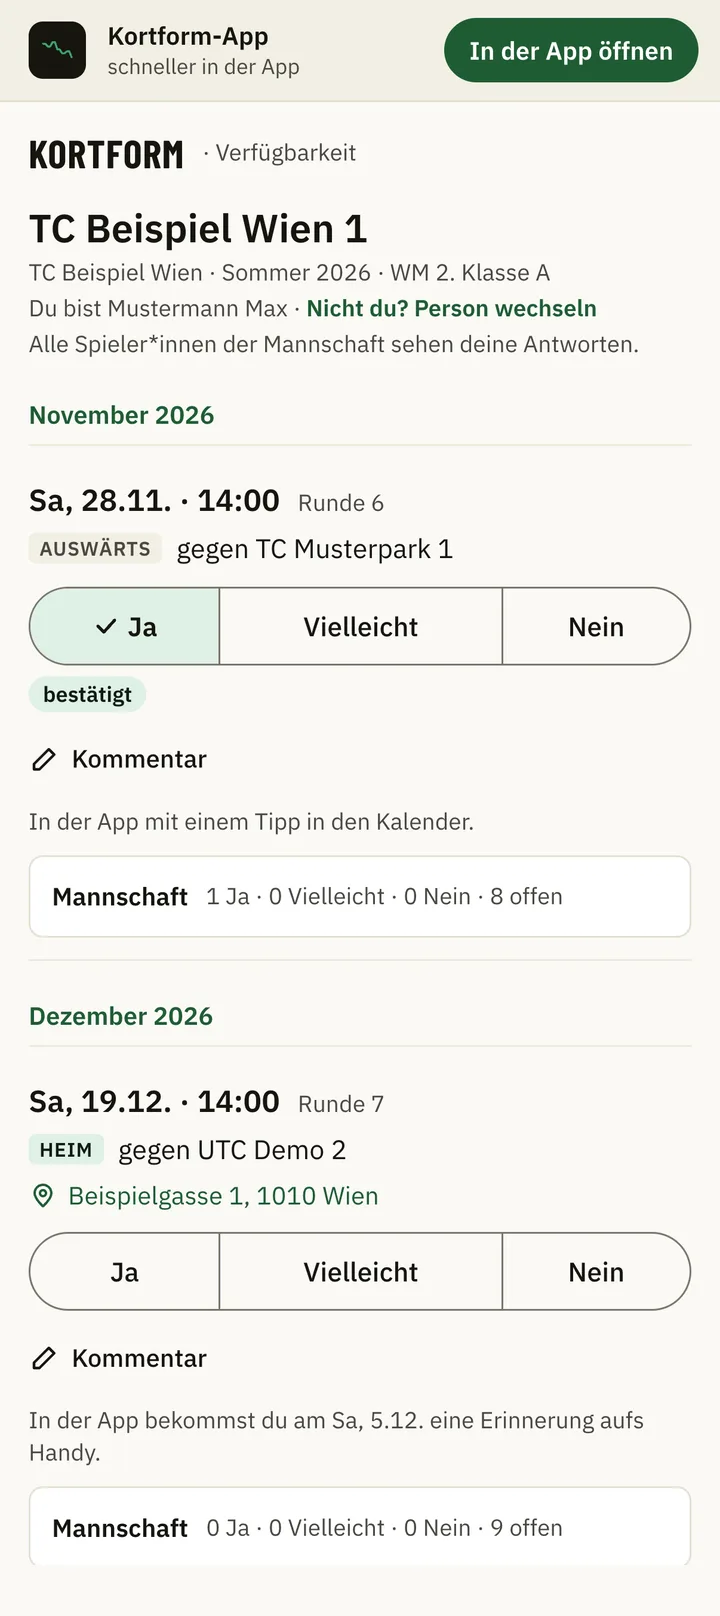 Kortform-App
schneller in der App
In der App öffnen
KORTFORM · Verfügbarkeit
TC Beispiel Wien 1
TC Beispiel Wien · Sommer 2026 · WM 2. Klasse A
Du bist Mustermann Max · Nicht du? Person wechseln
Alle Spieler*innen der Mannschaft sehen deine Antworten.
November 2026
Sa, 28.11. · 14:00 Runde 6
AUSWÄRTS gegen TC Musterpark 1
✓ Ja Vielleicht Nein
bestätigt
Kommentar
In der App mit einem Tipp in den Kalender.
Mannschaft 1 Ja · 0 Vielleicht · 0 Nein · 8 offen
Dezember 2026
Sa, 19.12. · 14:00 Runde 7
HEIM gegen UTC Demo 2
Beispielgasse 1, 1010 Wien
Ja Vielleicht Nein
Kommentar
In der App bekommst du am Sa, 5.12. eine Erinnerung aufs
Handy.
Mannschaft 0 Ja · 0 Vielleicht · 0 Nein · 9 offen